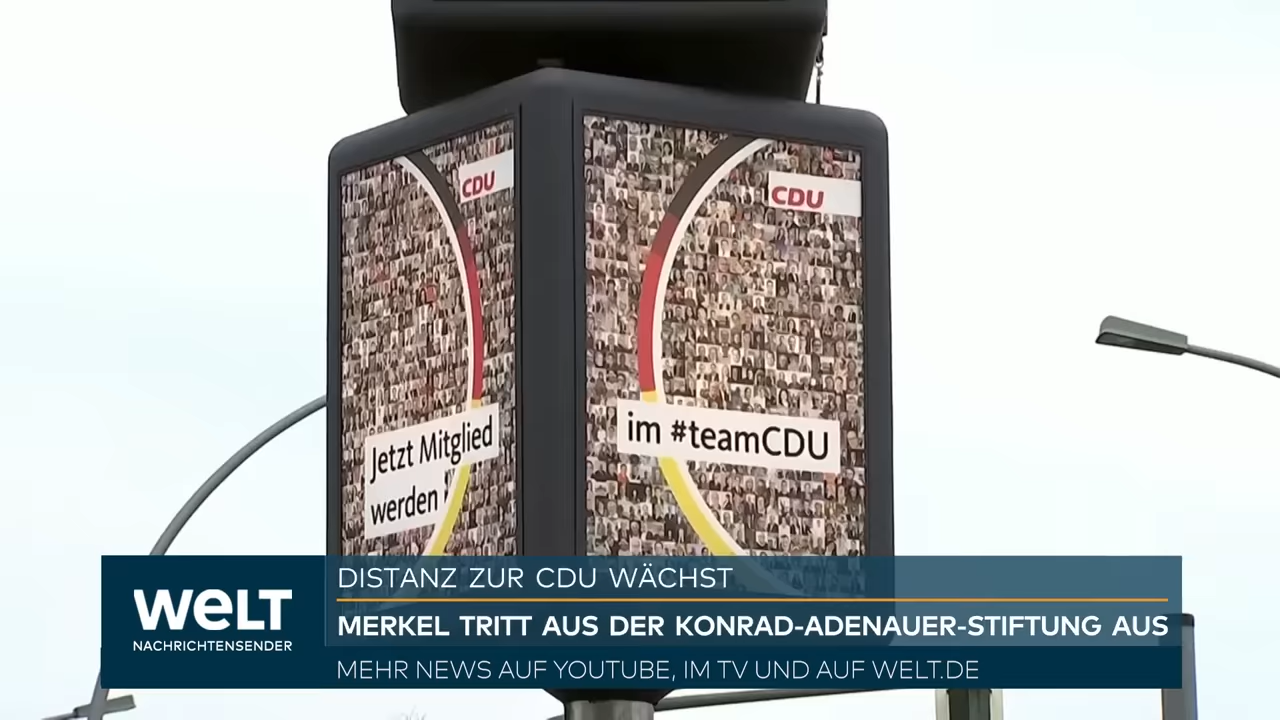 CDU
Jetzt Mitglied
werden
CDU
im #teamCDU
WELT
NACHRICHTENSENDER
DISTANZ ZUR CDU WÄCHST
MERKEL TRITT AUS DER KONRAD-ADENAUER-STIFTUNG AUS
MEHR NEWS AUF YOUTUBE, IM TV UND AUF WELT.DE